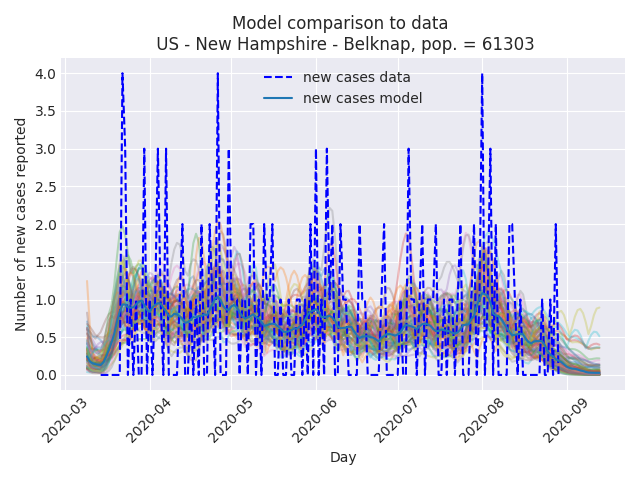 Model comparison to data
US - New Hampshire - Belknap, pop. = 61303
new cases data
new cases model
Number of new cases reported
4.0
3.5
3.0
2.5
2.0
1.5
1.0
0.5
0.0
2020-03
2020-04
2020-05
2020-06
2020-07
2020-08
2020-09
Day